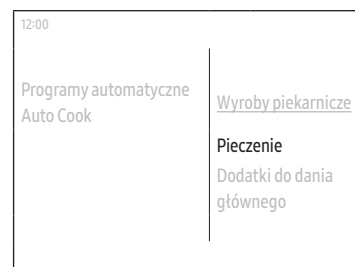 12:00
Programy automatyczne
Auto Cook
Wyroby piekarnicze
Pieczenie
Dodatki do dania
głównego